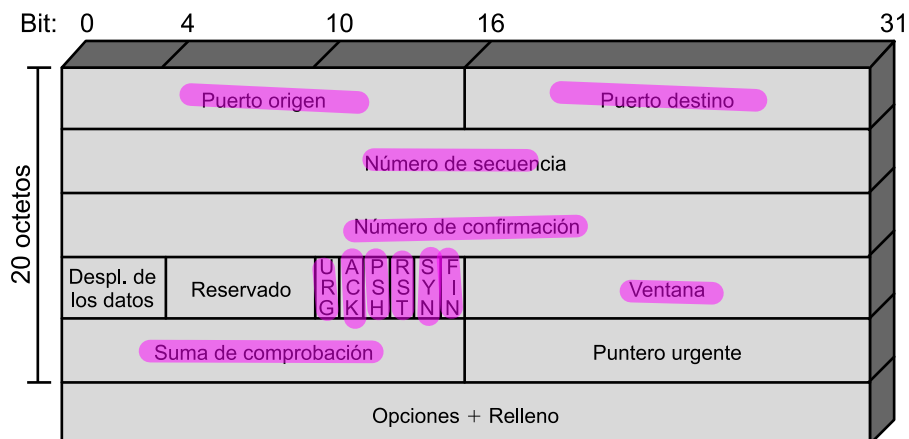 Bit: 0 4 10 16 31
Puerto origen Puerto destino
Número de secuencia
Número de confirmación
20 octetos
Despl. de
los datos
Reservado
URG ACK PSH RST SYN FIN
Ventana
Suma de comprobación Puntero urgente
Opciones + Relleno